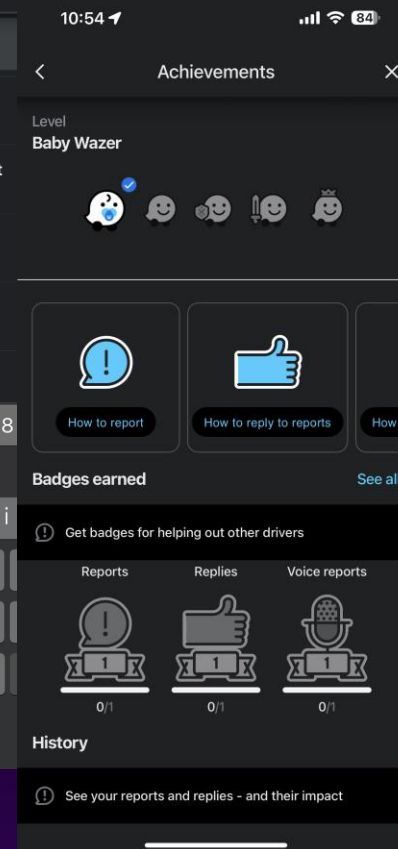 10:54
84
Achievements
Level
Baby Wazer
t
8
i
How to report
How to reply to reports
How
Badges earned
See al
Get badges for helping out other drivers
Reports
Replies
Voice reports
1
1
1
0/1
0/1
0/1
History
See your reports and replies - and their impact